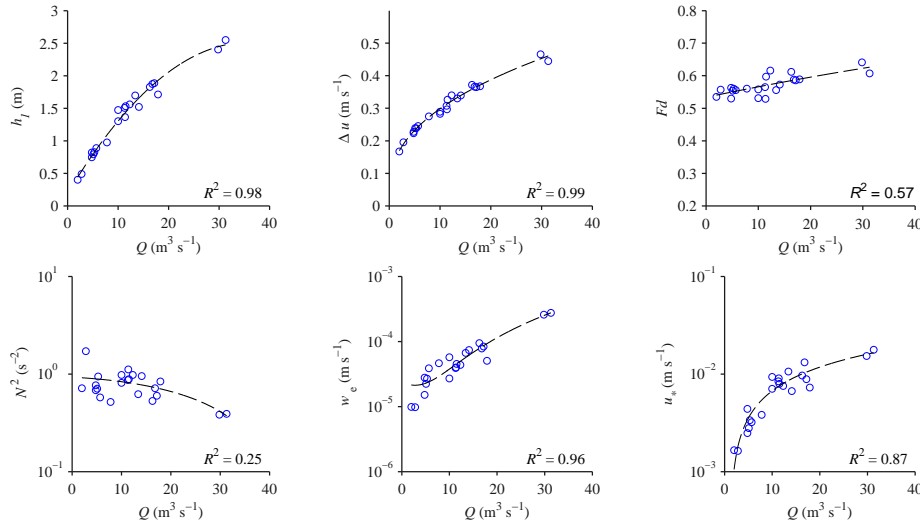 3
2.5
2
1.5
1
0.5
0
h₁ (m)
R² = 0.98
0 10 20 30 40
Q (m³ s⁻¹)
0.6
0.5
0.4
0.3
0.2
0.1
0
Δ u (m s⁻¹)
R² = 0.99
0 10 20 30 40
Q (m³ s⁻¹)
0.8
0.7
0.6
0.5
0.4
0.3
0.2
Fd
R² = 0.57
0 10 20 30 40
Q (m³ s⁻¹)
10¹
10⁰
10⁻¹
N² (s⁻²)
R² = 0.25
0 10 20 30 40
Q (m³ s⁻¹)
10⁻³
10⁻⁴
10⁻⁵
10⁻⁶
w e (m s⁻¹)
R² = 0.96
0 10 20 30 40
Q (m³ s⁻¹)
10⁻¹
10⁻²
10⁻³
u* (m s⁻¹)
R² = 0.87
0 10 20 30 40
Q (m³ s⁻¹)